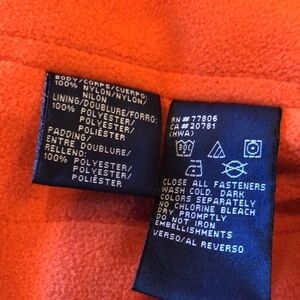 BODY/CORPS/CUERPO:
100% NYLON/NYLON/
NILON
LINING/DOUBLURE/FORRO:
100% POLYESTER/
POLYESTER/
POLIÉSTER
PADDING/
ENTRE DOUBLURE/
RELLENO:
100% POLYESTER/
POLYESTER/
POLIÉSTER
RN# 77806
CA# 20781
(HWA)
CLOSE ALL FASTENERS
WASH COLD. DARK
COLORS SEPARATELY
NO CHLORINE BLEACH
DRY PROMPTLY
DO NOT IRON
EMBELLISHMENTS
VERSO/AL REVERSO